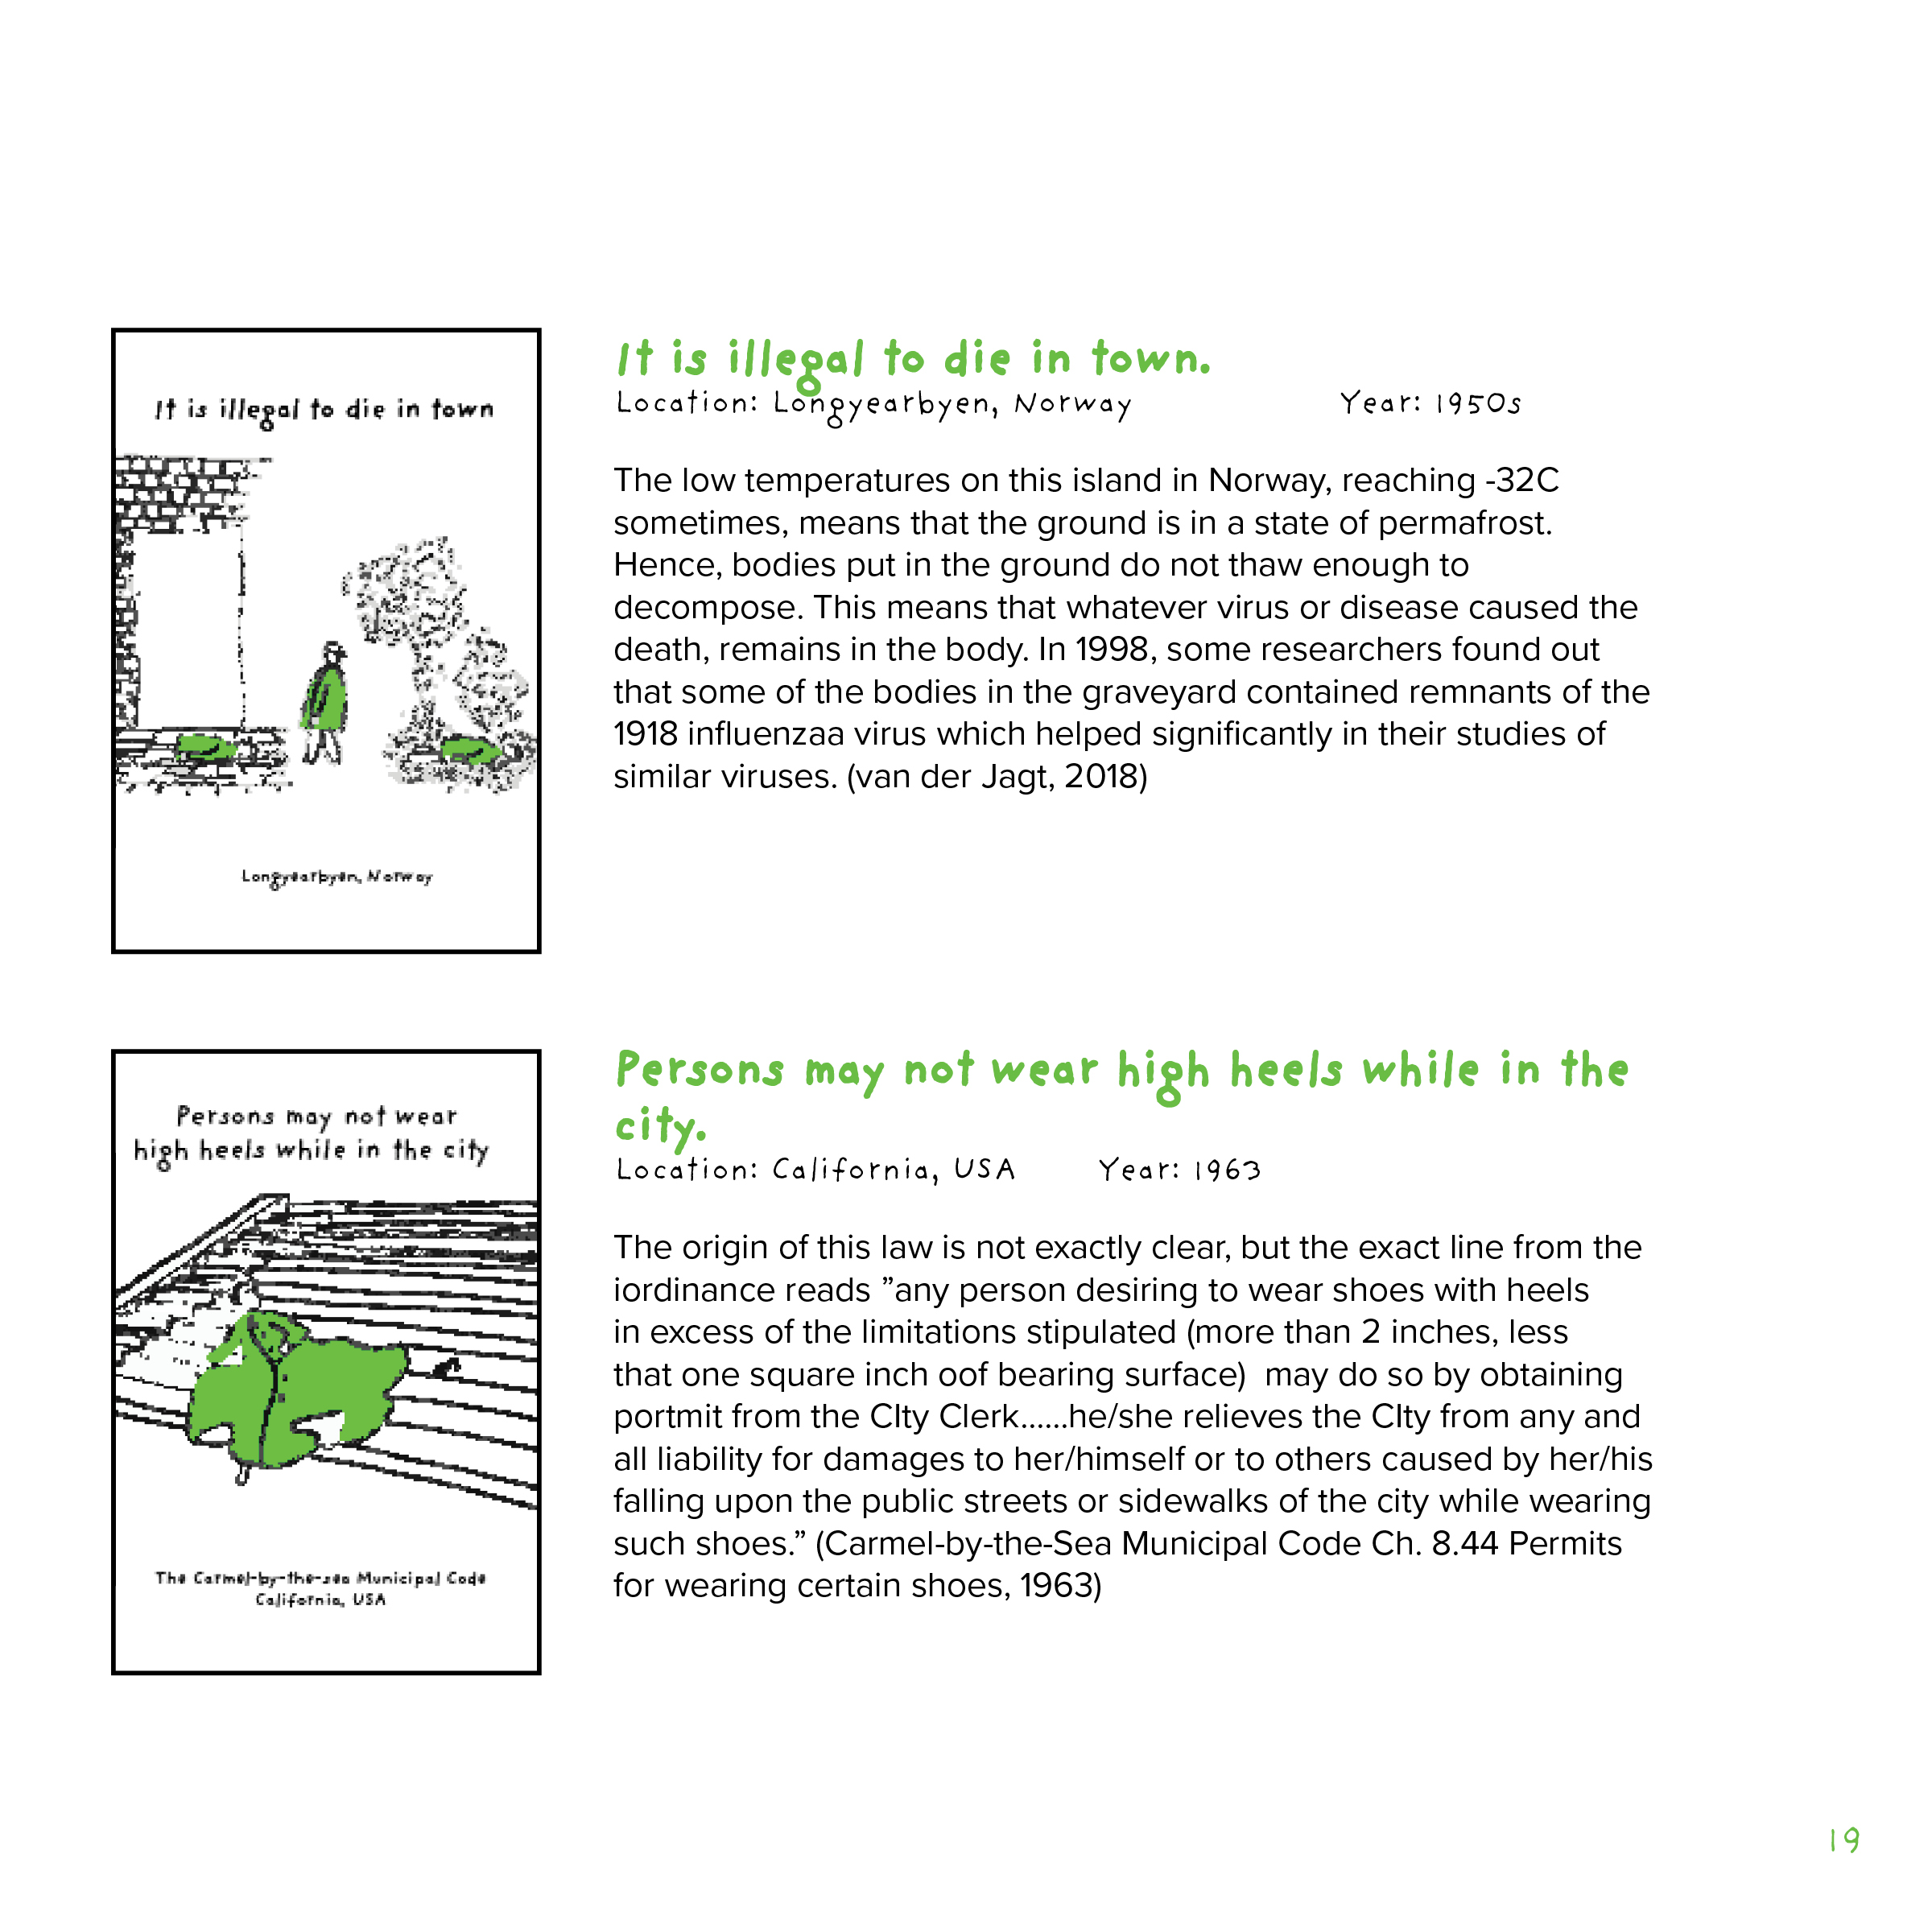 It is illegal to die in town
Longyearbyen, Norway
It is illegal to die in town.
Location: Longyearbyen, Norway Year: 1950s
The low temperatures on this island in Norway, reaching -32C
sometimes, means that the ground is in a state of permafrost.
Hence, bodies put in the ground do not thaw enough to
decompose. This means that whatever virus or disease caused the
death, remains in the body. In 1998, some researchers found out
that some of the bodies in the graveyard contained remnants of the
1918 influenzaa virus which helped significantly in their studies of
similar viruses. (van der Jagt, 2018)
Persons may not wear
high heels while in the city
The Carmel-by-the-sea Municipal Code
California, USA
Persons may not wear high heels while in the
city.
Location: California, USA Year: 1963
The origin of this law is not exactly clear, but the exact line from the
iordinance reads ”any person desiring to wear shoes with heels
in excess of the limitations stipulated (more than 2 inches, less
that one square inch oof bearing surface)  may do so by obtaining
portmit from the CIty Clerk......he/she relieves the CIty from any and
all liability for damages to her/himself or to others caused by her/his
falling upon the public streets or sidewalks of the city while wearing
such shoes.” (Carmel-by-the-Sea Municipal Code Ch. 8.44 Permits
for wearing certain shoes, 1963)
19